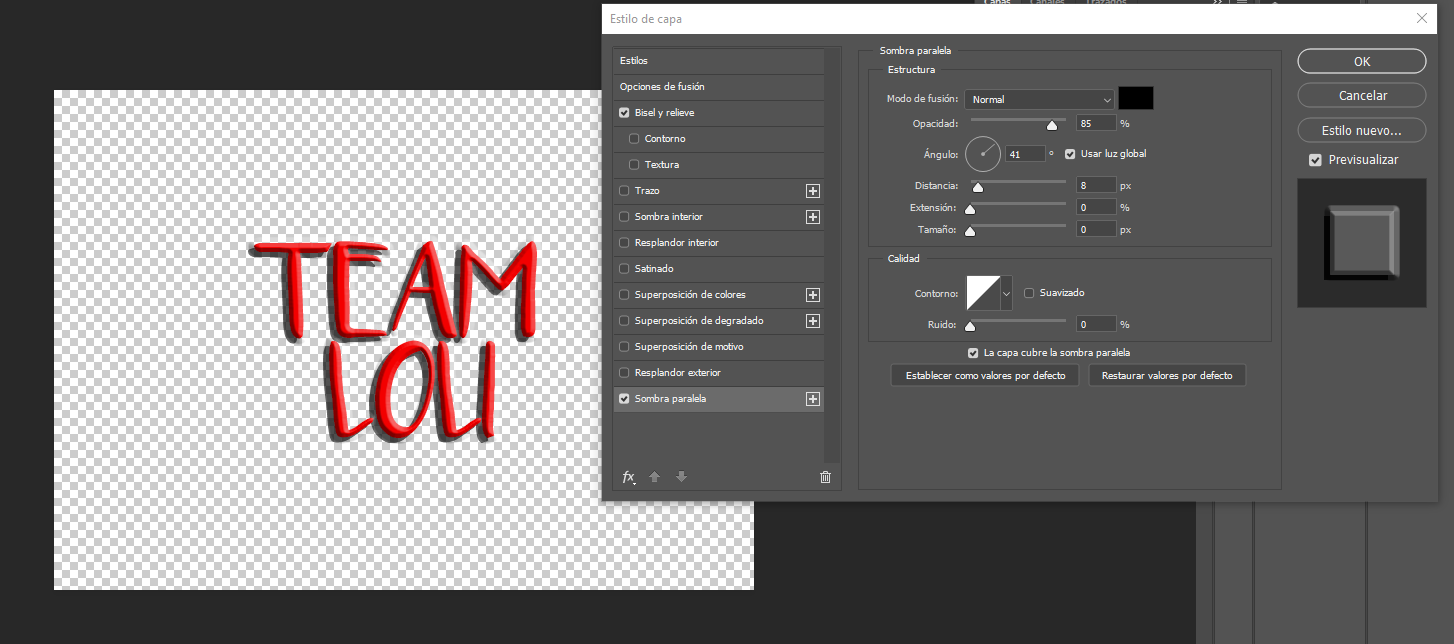 Capas Canales Trazados
Estilo de capa
TEAM
LOLI
Estilos
Opciones de fusión
Bisel y relieve
Contorno
Textura
Trazo
Sombra interior
Resplandor interior
Satinado
Superposición de colores
Superposición de degradado
Superposición de motivo
Resplandor exterior
Sombra paralela
fx
Sombra paralela
Estructura
Modo de fusión: Normal
Opacidad: 85 %
Ángulo: 41 ° Usar luz global
Distancia: 8 px
Extensión: 0 %
Tamaño: 0 px
Calidad
Contorno: Suavizado
Ruido: 0 %
La capa cubre la sombra paralela
Establecer como valores por defecto Restaurar valores por defecto
OK
Cancelar
Estilo nuevo...
Previsualizar